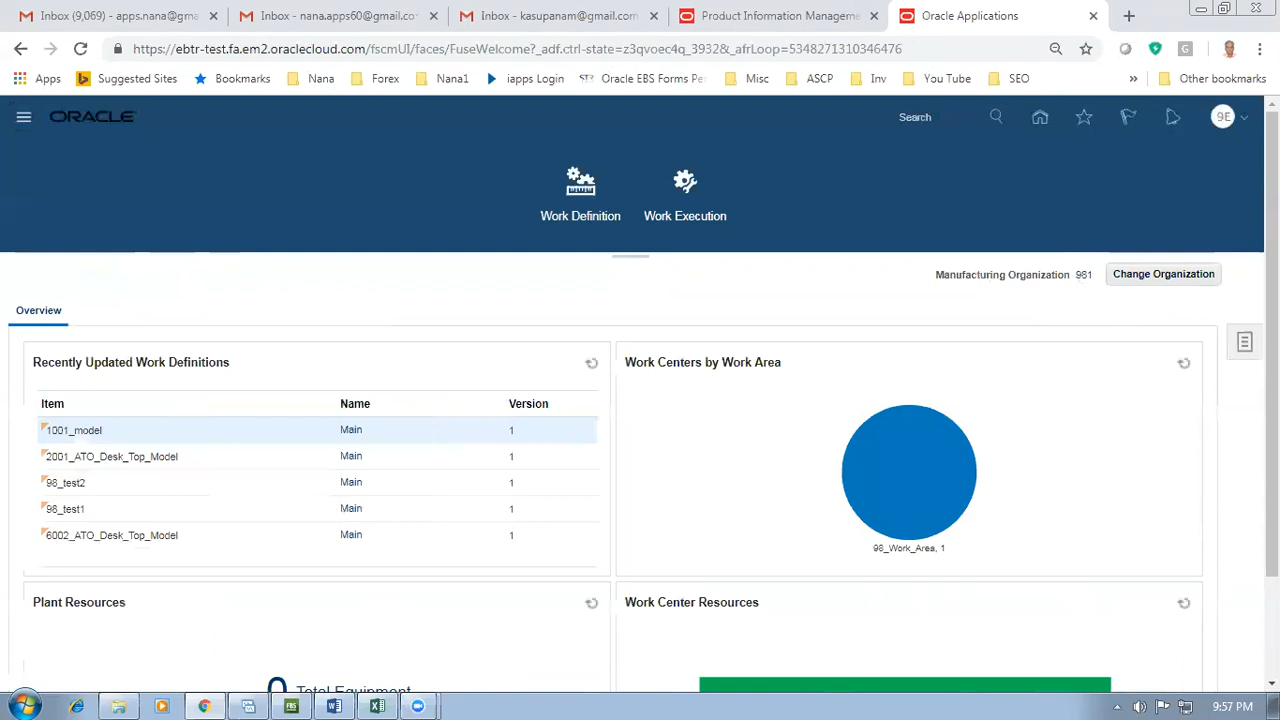 Inbox (9,069) - apps.nana@gma
Inbox - nana.apps60@gmail.co
Inbox - kasupanam@gmail.com
Product Information Manageme
Oracle Applications
https://ebtr-test.fa.em2.oraclecloud.com/fscmUI/faces/FuseWelcome?_adf.ctrl-state=z3qvoec4q_3932&_afrLoop=5348271310346476
Apps
Suggested Sites
Bookmarks
Nana
Forex
Nana1
iapps Login
Oracle EBS Forms Per
Misc
ASCP
Inv
You Tube
SEO
Other bookmarks
ORACLE
Search
9E
Work Definition
Work Execution
Manufacturing Organization 981
Change Organization
Overview
Recently Updated Work Definitions
Item Name Version
1001_model Main 1
2001_ATO_Desk_Top_Model Main 1
98_test2 Main 1
98_test1 Main 1
6002_ATO_Desk_Top_Model Main 1
Work Centers by Work Area
98_Work_Area, 1
Plant Resources
0 Total Equipment
Work Center Resources
9:57 PM